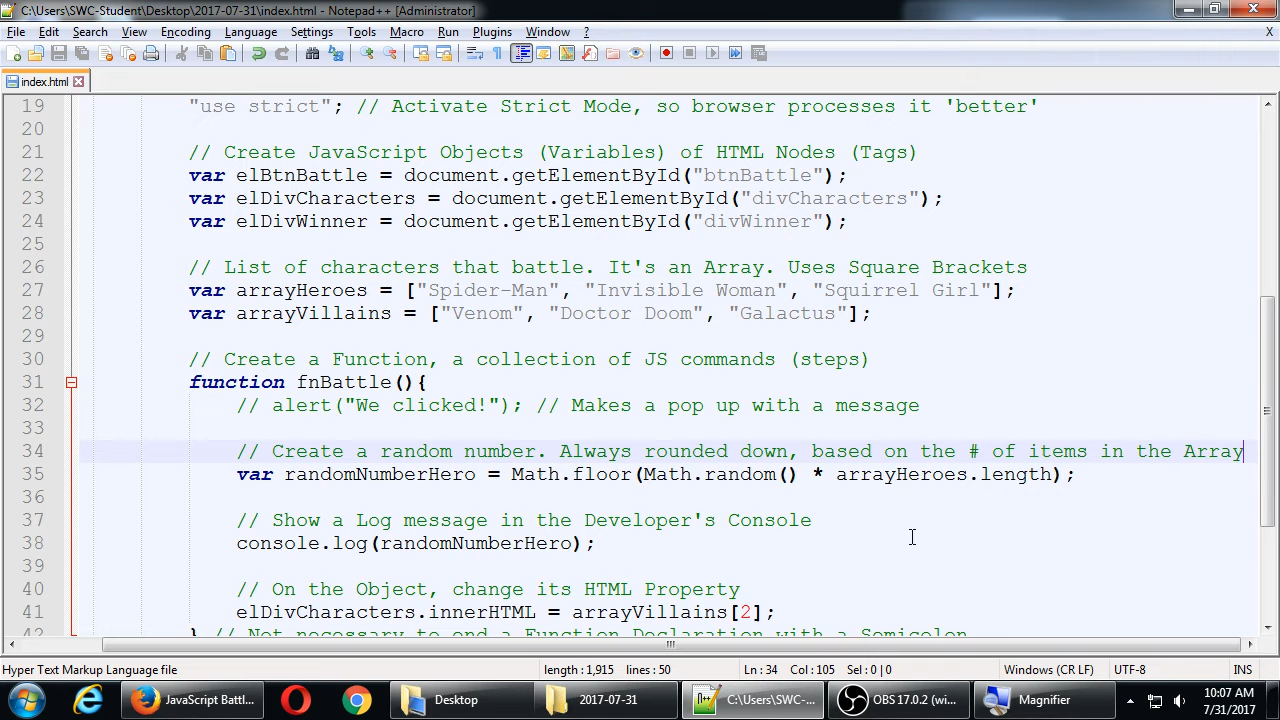 C:\Users\SWC-Student\Desktop\2017-07-31\index.html - Notepad++ [Administrator]
File Edit Search View Encoding Language Settings Tools Macro Run Plugins Window ? X
index.html
19 "use strict"; // Activate Strict Mode, so browser processes it 'better'
20
21 // Create JavaScript Objects (Variables) of HTML Nodes (Tags)
22 var elBtnBattle = document.getElementById("btnBattle");
23 var elDivCharacters = document.getElementById("divCharacters");
24 var elDivWinner = document.getElementById("divWinner");
25
26 // List of characters that battle. It's an Array. Uses Square Brackets
27 var arrayHeroes = ["Spider-Man", "Invisible Woman", "Squirrel Girl"];
28 var arrayVillains = ["Venom", "Doctor Doom", "Galactus"];
29
30 // Create a Function, a collection of JS commands (steps)
31 function fnBattle(){
32 // alert("We clicked!"); // Makes a pop up with a message
33
34 // Create a random number. Always rounded down, based on the # of items in the Array
35 var randomNumberHero = Math.floor(Math.random() * arrayHeroes.length);
36
37 // Show a Log message in the Developer's Console
38 console.log(randomNumberHero);
39
40 // On the Object, change its HTML Property
41 elDivCharacters.innerHTML = arrayVillains[2];
42 } // Not necessary to end a Function Declaration with a Semicolon
Hyper Text Markup Language file length : 1,915 lines : 50 Ln : 34 Col : 105 Sel : 0 | 0 Windows (CR LF) UTF-8 INS
JavaScript Battl... Desktop 2017-07-31 C:\Users\SWC-... OBS 17.0.2 (wi... Magnifier 10:07 AM
7/31/2017